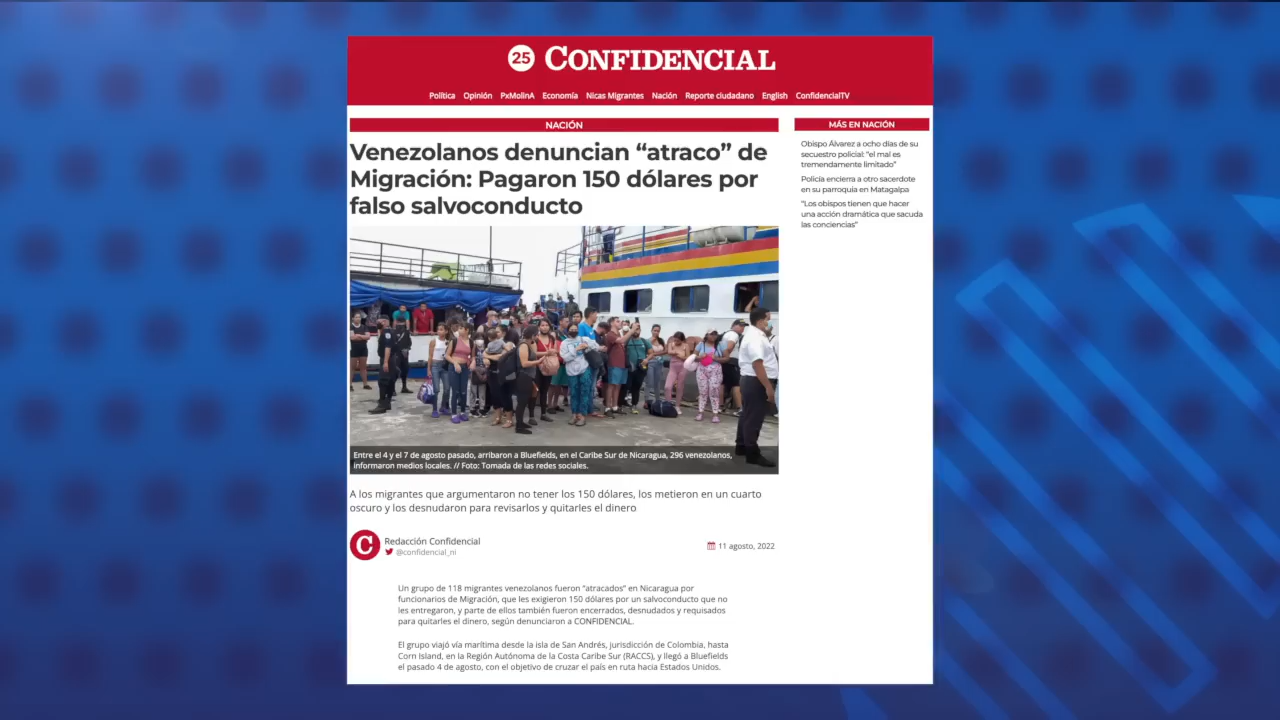 25 CONFIDENCIAL
Política Opinión PxMolinA Economía Nicas Migrantes Nación Reporte ciudadano English ConfidencialTV
NACIÓN
Venezolanos denuncian “atraco” de
Migración: Pagaron 150 dólares por
falso salvoconducto
Entre el 4 y el 7 de agosto pasado, arribaron a Bluefields, en el Caribe Sur de Nicaragua, 296 venezolanos,
informaron medios locales. // Foto: Tomada de las redes sociales.
A los migrantes que argumentaron no tener los 150 dólares, los metieron en un cuarto
oscuro y los desnudaron para revisarlos y quitarles el dinero
C
Redacción Confidencial
@confidencial_ni
11 agosto, 2022
Un grupo de 118 migrantes venezolanos fueron “atracados” en Nicaragua por
funcionarios de Migración, que les exigieron 150 dólares por un salvoconducto que no
les entregaron, y parte de ellos también fueron encerrados, desnudados y requisados
para quitarles el dinero, según denunciaron a CONFIDENCIAL.
El grupo viajó vía marítima desde la isla de San Andrés, jurisdicción de Colombia, hasta
Corn Island, en la Región Autónoma de la Costa Caribe Sur (RACCS), y llegó a Bluefields
el pasado 4 de agosto, con el objetivo de cruzar el país en ruta hacia Estados Unidos.
MÁS EN NACIÓN
Obispo Álvarez a ocho días de su
secuestro policial: “el mal es
tremendamente limitado”
Policía encierra a otro sacerdote
en su parroquia en Matagalpa
“Los obispos tienen que hacer
una acción dramática que sacuda
las conciencias”